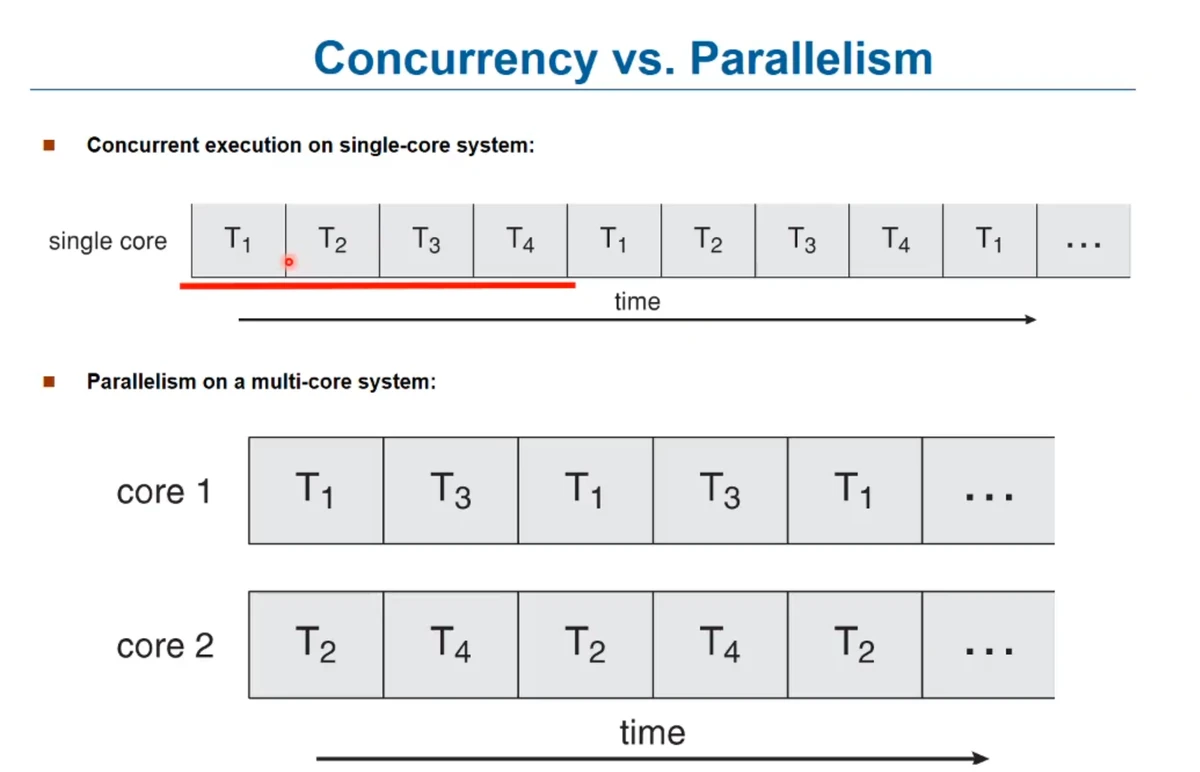 Concurrency vs. Parallelism
Concurrent execution on single-core system:
single core T₁ T₂ T₃ T₄ T₁ T₂ T₃ T₄ T₁ ...
time
Parallelism on a multi-core system:
core 1 T₁ T₃ T₁ T₃ T₁ ...
core 2 T₂ T₄ T₂ T₄ T₂ ...
time